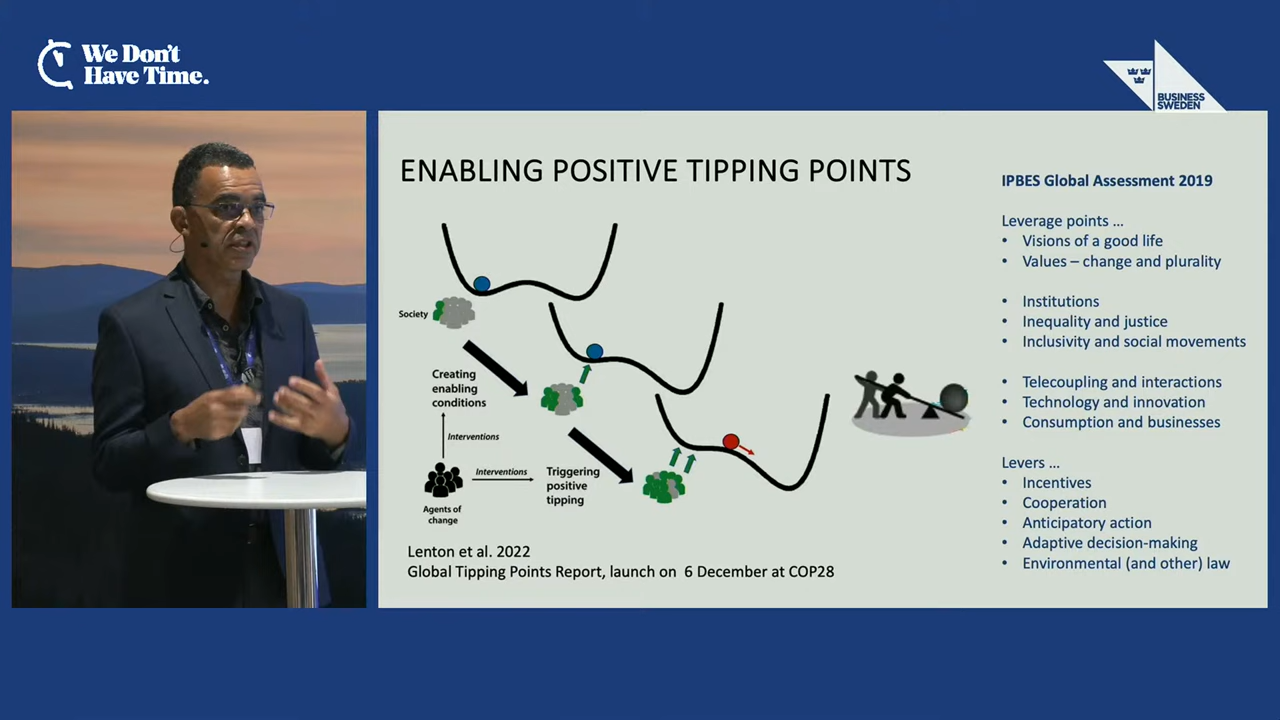 We Don't
Have Time.
BUSINESS
SWEDEN
ENABLING POSITIVE TIPPING POINTS
Society
Creating
enabling
conditions
Interventions
Interventions
Agents of
change
Triggering
positive
tipping
Lenton et al. 2022
Global Tipping Points Report, launch on 6 December at COP28
IPBES Global Assessment 2019
Leverage points …
• Visions of a good life
• Values – change and plurality
• Institutions
• Inequality and justice
• Inclusivity and social movements
• Telecoupling and interactions
• Technology and innovation
• Consumption and businesses
Levers …
• Incentives
• Cooperation
• Anticipatory action
• Adaptive decision-making
• Environmental (and other) law